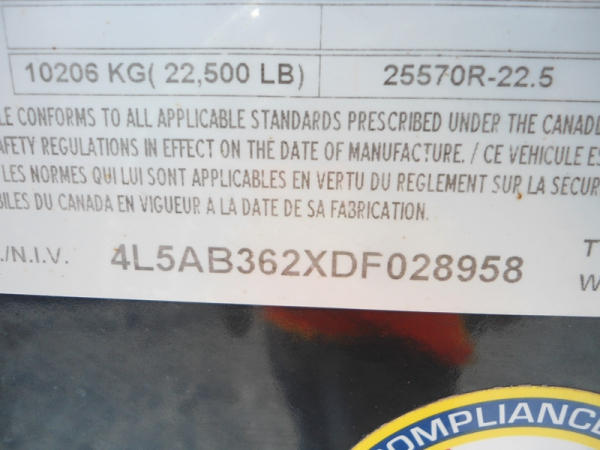 10206 KG( 22,500 LB) 25570R-22.5
LE CONFORMS TO ALL APPLICABLE STANDARDS PRESCRIBED UNDER THE CANADI
AFETY REGULATIONS IN EFFECT ON THE DATE OF MANUFACTURE. / CE VÉHICULE ES
LES NORMES QUI LUI SONT APPLICABLES EN VERTU DU REGLEMENT SUR LA SECUR
BILES DU CANADA EN VIGUEUR A LA DATE DE SA FABRICATION.
./N.I.V. 4L5AB362XDF028958 T
W
COMPLIANCE